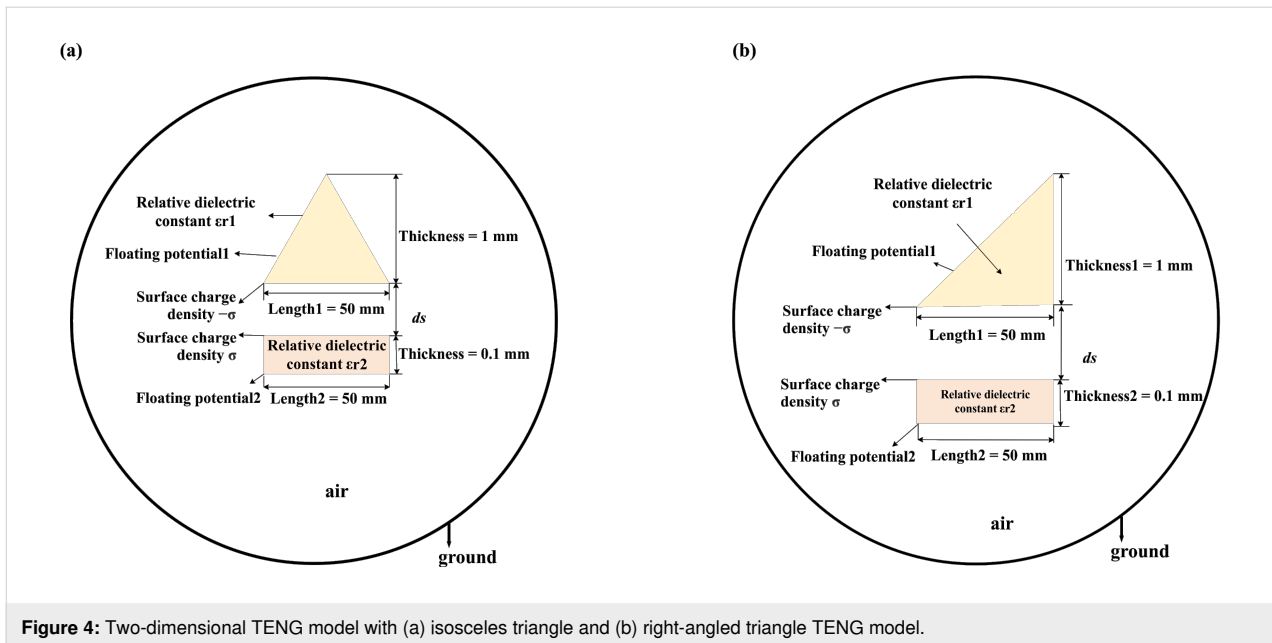 (a)
Relative dielectric
constant εr1
Floating potential1
Thickness = 1 mm
Surface charge
density −σ
Length1 = 50 mm
ds
Surface charge
density σ
Relative dielectric
constant εr2
Thickness = 0.1 mm
Floating potential2
Length2 = 50 mm
air
ground
(b)
Relative dielectric
constant εr1
Floating potential1
Thickness1 = 1 mm
Surface charge
density −σ
Length1 = 50 mm
ds
Surface charge
density σ
Relative dielectric
constant εr2
Thickness2 = 0.1 mm
Floating potential2
Length2 = 50 mm
air
ground
Figure 4: Two-dimensional TENG model with (a) isosceles triangle and (b) right-angled triangle TENG model.